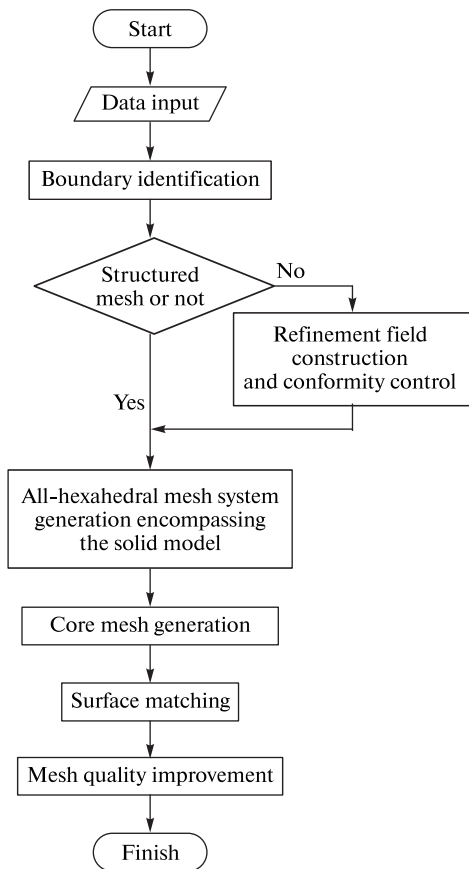 Start
Data input
Boundary identification
Structured
mesh or not
No
Refinement field
construction
and conformity control
Yes
All-hexahedral mesh system
generation encompassing
the solid model
Core mesh generation
Surface matching
Mesh quality improvement
Finish